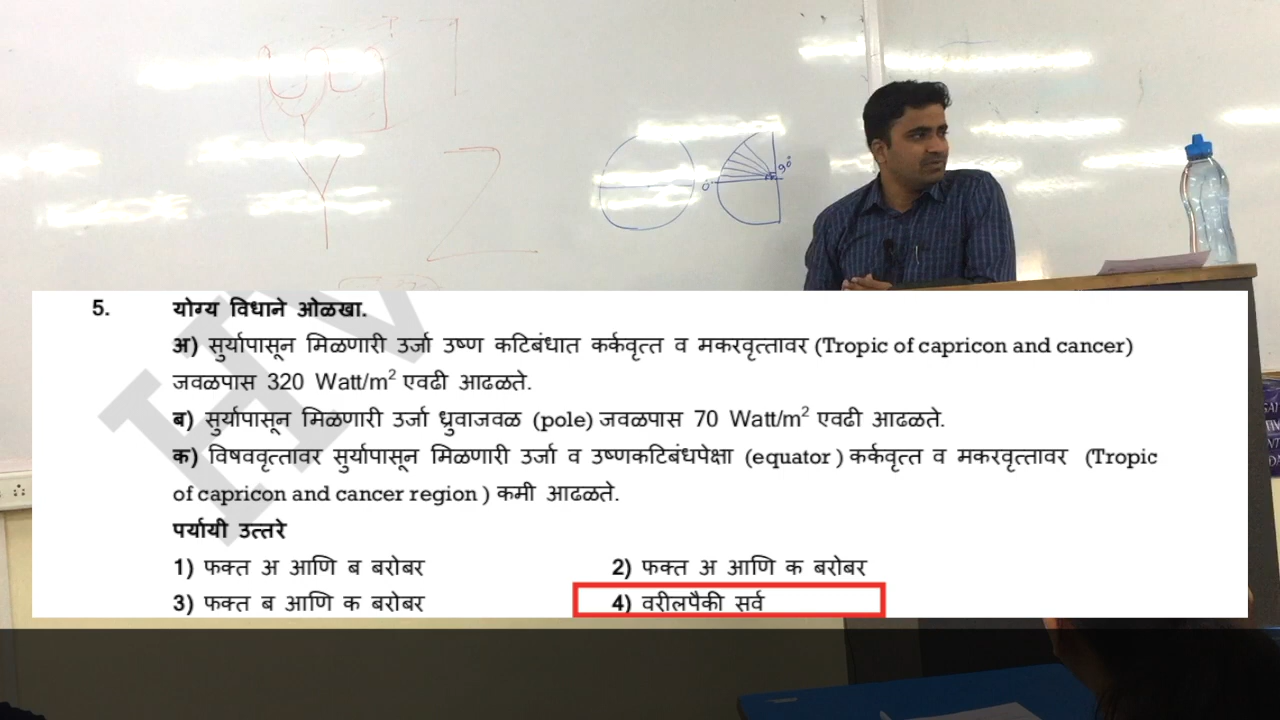 Y
Z
0°
90°
5. योग्य विधाने ओळखा.
अ) सुर्यापासून मिळणारी उर्जा उष्ण कटिबंधात कर्कवृत्त व मकरवृत्तावर (Tropic of capricon and cancer)
जवळपास 320 Watt/m² एवढी आढळते.
ब) सुर्यापासून मिळणारी उर्जा ध्रुवाजवळ (pole) जवळपास 70 Watt/m² एवढी आढळते.
क) विषववृत्तावर सुर्यापासून मिळणारी उर्जा व उष्णकटिबंधपेक्षा (equator ) कर्कवृत्त व मकरवृत्तावर (Tropic
of capricon and cancer region ) कमी आढळते.
पर्यायी उत्तरे
1) फक्त अ आणि ब बरोबर 2) फक्त अ आणि क बरोबर
3) फक्त ब आणि क बरोबर 4) वरीलपैकी सर्व